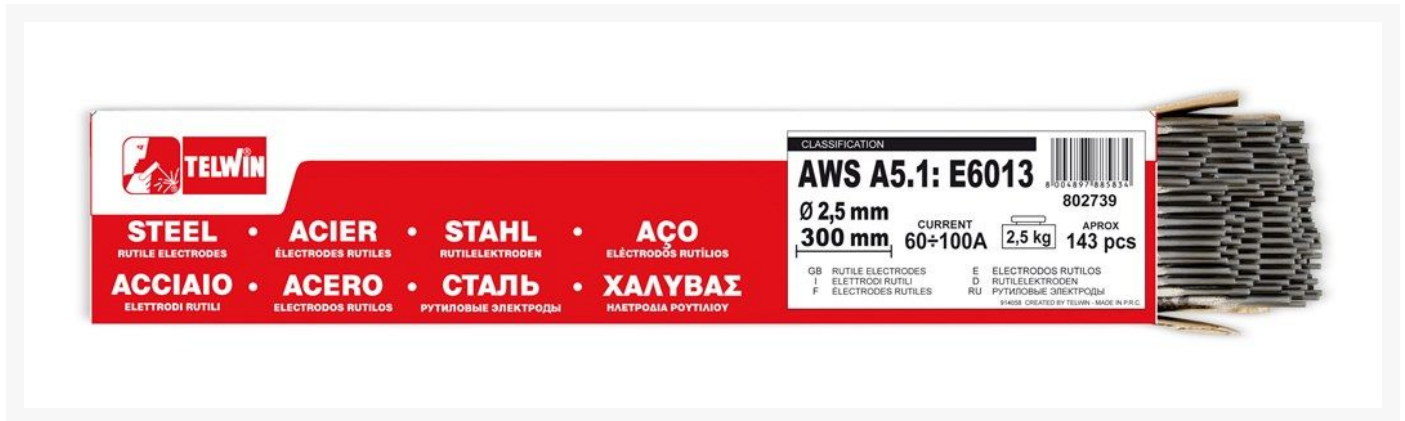 TELWIN
STEEL • ACIER • STAHL • AÇO
RUTILE ELECTRODES ÉLECTRODES RUTILES RUTILELEKTRODEN ELÉCTRODOS RUTÍLIOS
ACCIAIO • ACERO • СТАЛЬ • ΧΑΛΥΒΑΣ
ELETTRODI RUTILI ELECTRODOS RUTILOS РУТИЛОВЫЕ ЭЛЕКТРОДЫ ΗΛΕΤΡΟΔΙΑ ΡΟΥΤΙΛΙΟΥ
CLASSIFICATION
AWS A5.1: E6013
8 004897 885834
802739
Ø 2,5 mm
300 mm
CURRENT
60÷100A
2,5 kg
APROX
143 pcs
GB RUTILE ELECTRODES E ELECTRODOS RUTILOS
I ELETTRODI RUTILI D RUTILELEKTRODEN
F ÉLECTRODES RUTILES RU РУТИЛОВЫЕ ЭЛЕКТРОДЫ
914058 CREATED BY TELWIN - MADE IN P.R.C.